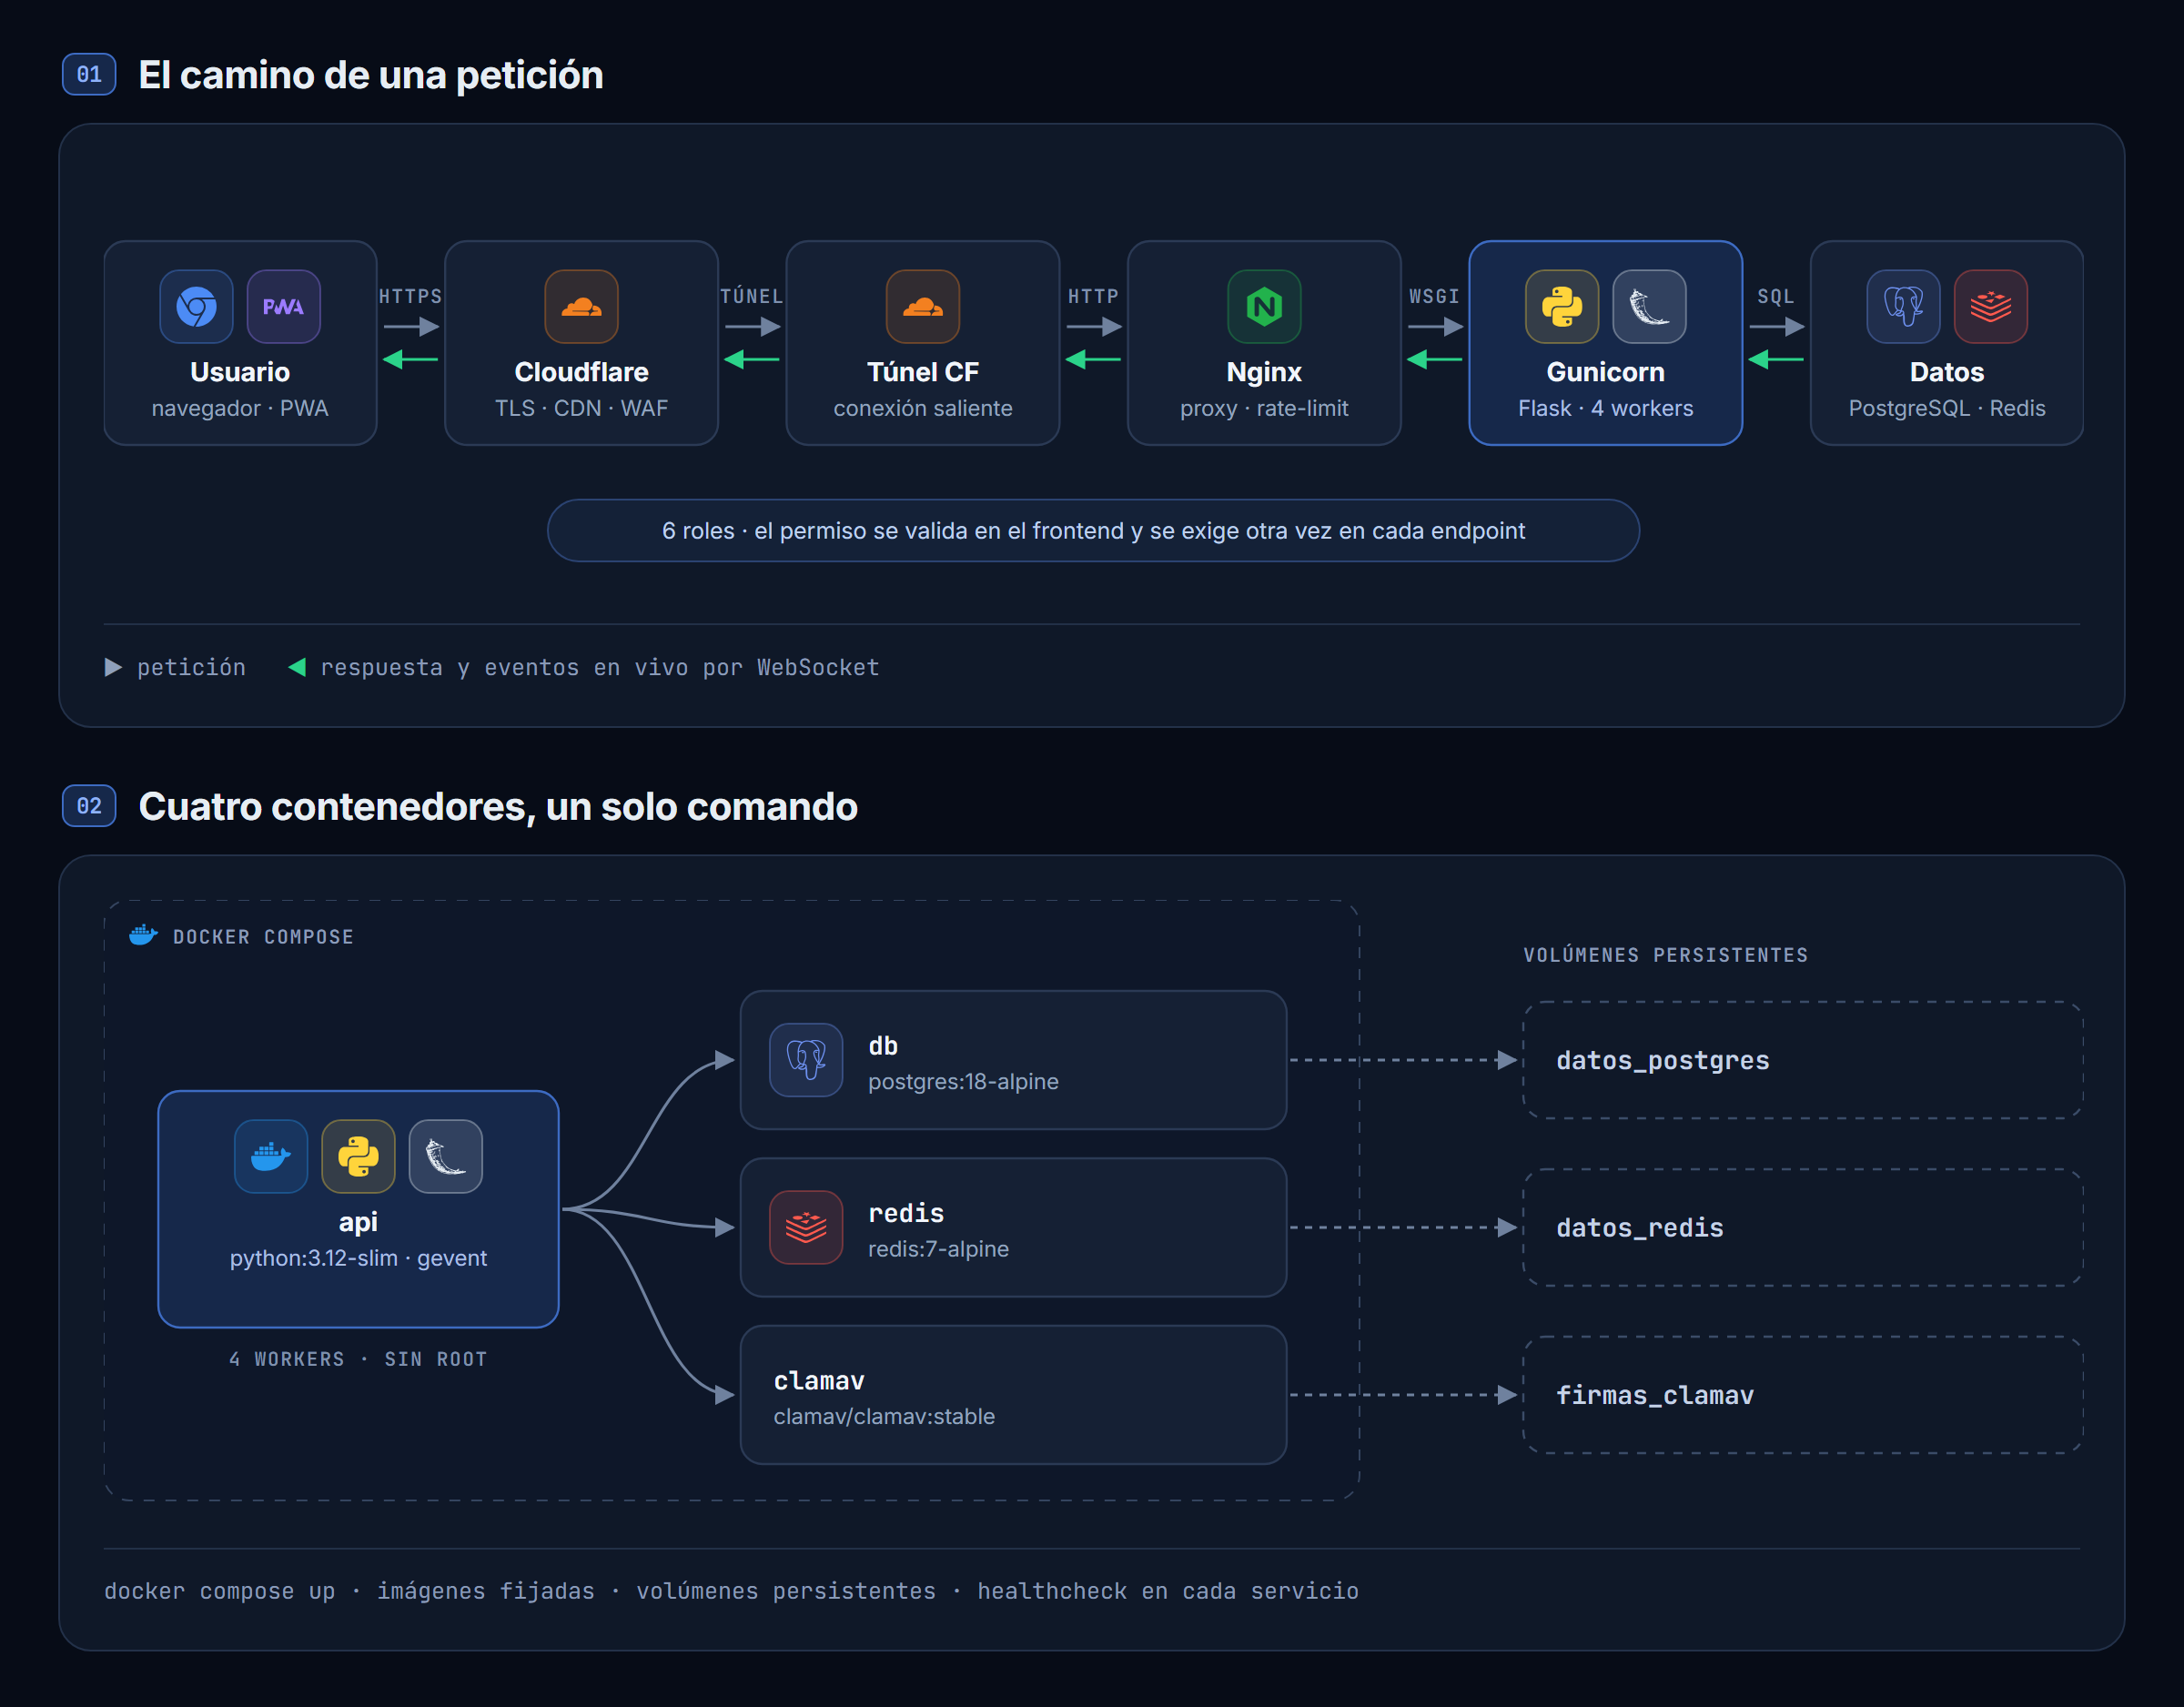 01 El camino de una petición
HTTPS TÚNEL HTTP WSGI SQL
PWA
Usuario
navegador · PWA
Cloudflare
TLS · CDN · WAF
Túnel CF
conexión saliente
Nginx
proxy · rate-limit
Gunicorn
Flask · 4 workers
Datos
PostgreSQL · Redis
6 roles · el permiso se valida en el frontend y se exige otra vez en cada endpoint
petición
respuesta y eventos en vivo por WebSocket
02 Cuatro contenedores, un solo comando
DOCKER COMPOSE
api
python:3.12-slim · gevent
4 WORKERS · SIN ROOT
db
postgres:18-alpine
redis
redis:7-alpine
clamav
clamav/clamav:stable
VOLÚMENES PERSISTENTES
datos_postgres
datos_redis
firmas_clamav
docker compose up · imágenes fijadas · volúmenes persistentes · healthcheck en cada servicio